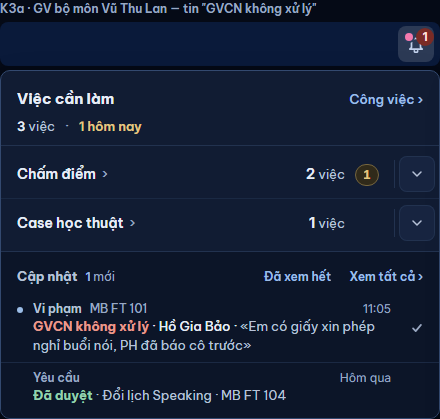 K3a · GV bộ môn Vũ Thu Lan — tin "GVCN không xử lý"
1
Việc cần làm
Công việc ›
3 việc · 1 hôm nay
Chấm điểm ›
2 việc 1
Case học thuật ›
1 việc
Cập nhật 1 mới
Đã xem hết Xem tất cả ›
Vi phạm MB FT 101
11:05
GVCN không xử lý · Hồ Gia Bảo · «Em có giấy xin phép
nghỉ buổi nói, PH đã báo cô trước»
Yêu cầu
Hôm qua
Đã duyệt · Đổi lịch Speaking · MB FT 104